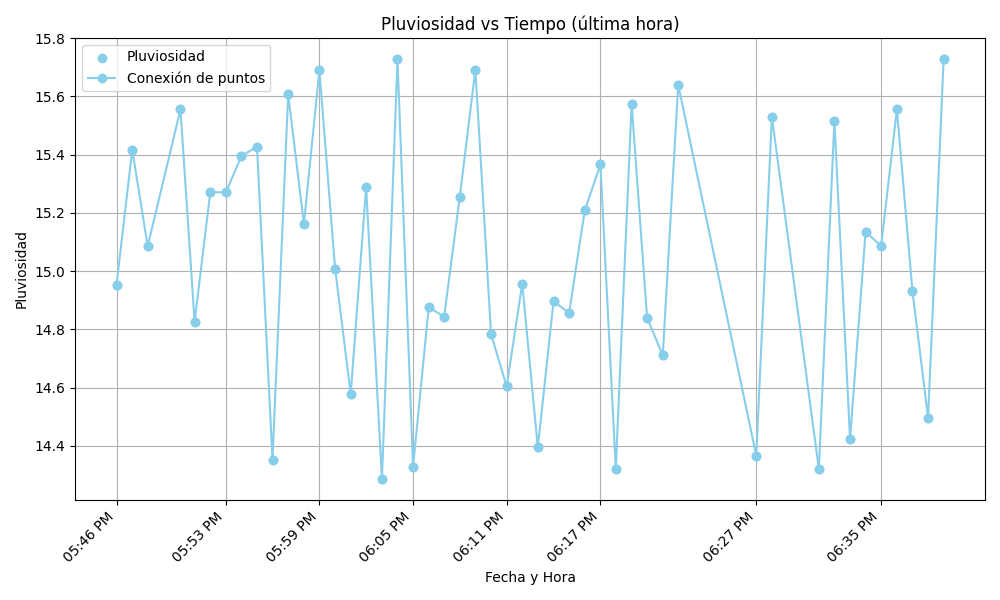 Pluviosidad vs Tiempo (última hora)
Pluviosidad
Conexión de puntos
Pluviosidad
15.8
15.6
15.4
15.2
15.0
14.8
14.6
14.4
05:46 PM
05:53 PM
05:59 PM
06:05 PM
06:11 PM
06:17 PM
06:27 PM
06:35 PM
Fecha y Hora